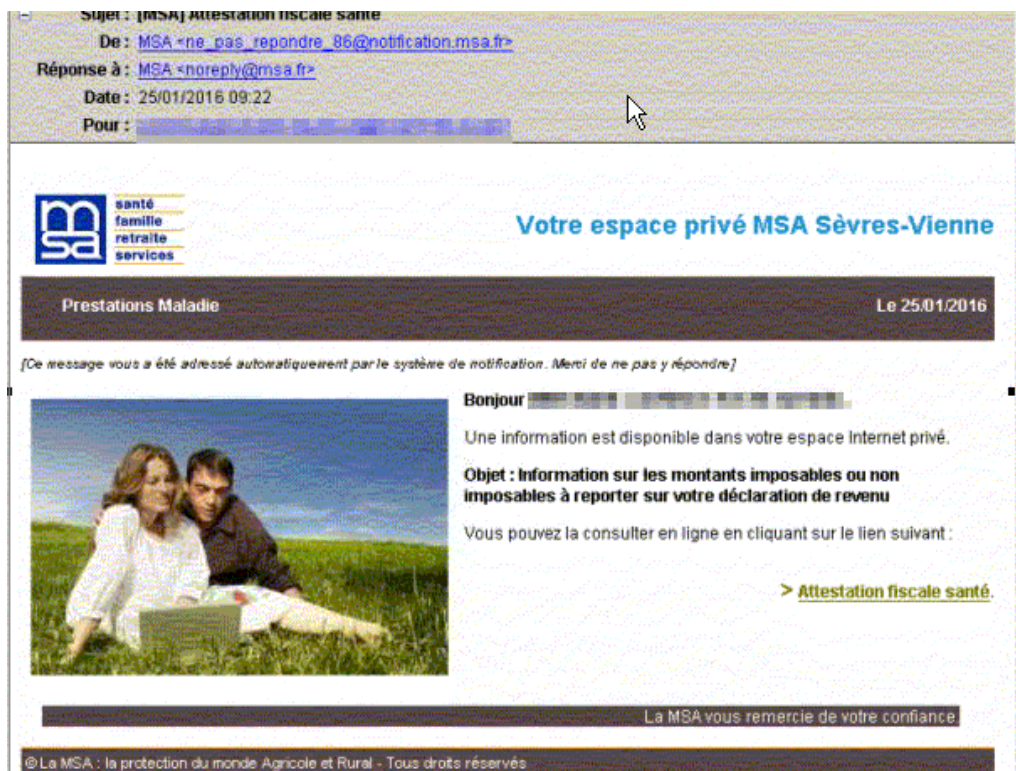 Sujet : [MSA] Attestation fiscale santé
De : MSA <ne_pas_repondre_86@notification.msa.fr>
Réponse à : MSA <noreply@msa.fr>
Date : 25/01/2016 09:22
Pour :
msa
santé
famille
retraite
services
Votre espace privé MSA Sèvres-Vienne
Prestations Maladie Le 25/01/2016
[Ce message vous a été adressé automatiquement par le système de notification. Merci de ne pas y répondre]
Bonjour
Une information est disponible dans votre espace Internet privé.
Objet : Information sur les montants imposables ou non
imposables à reporter sur votre déclaration de revenu
Vous pouvez la consulter en ligne en cliquant sur le lien suivant :
> Attestation fiscale santé.
La MSA vous remercie de votre confiance
©La MSA : la protection du monde Agricole et Rural - Tous droits réservés